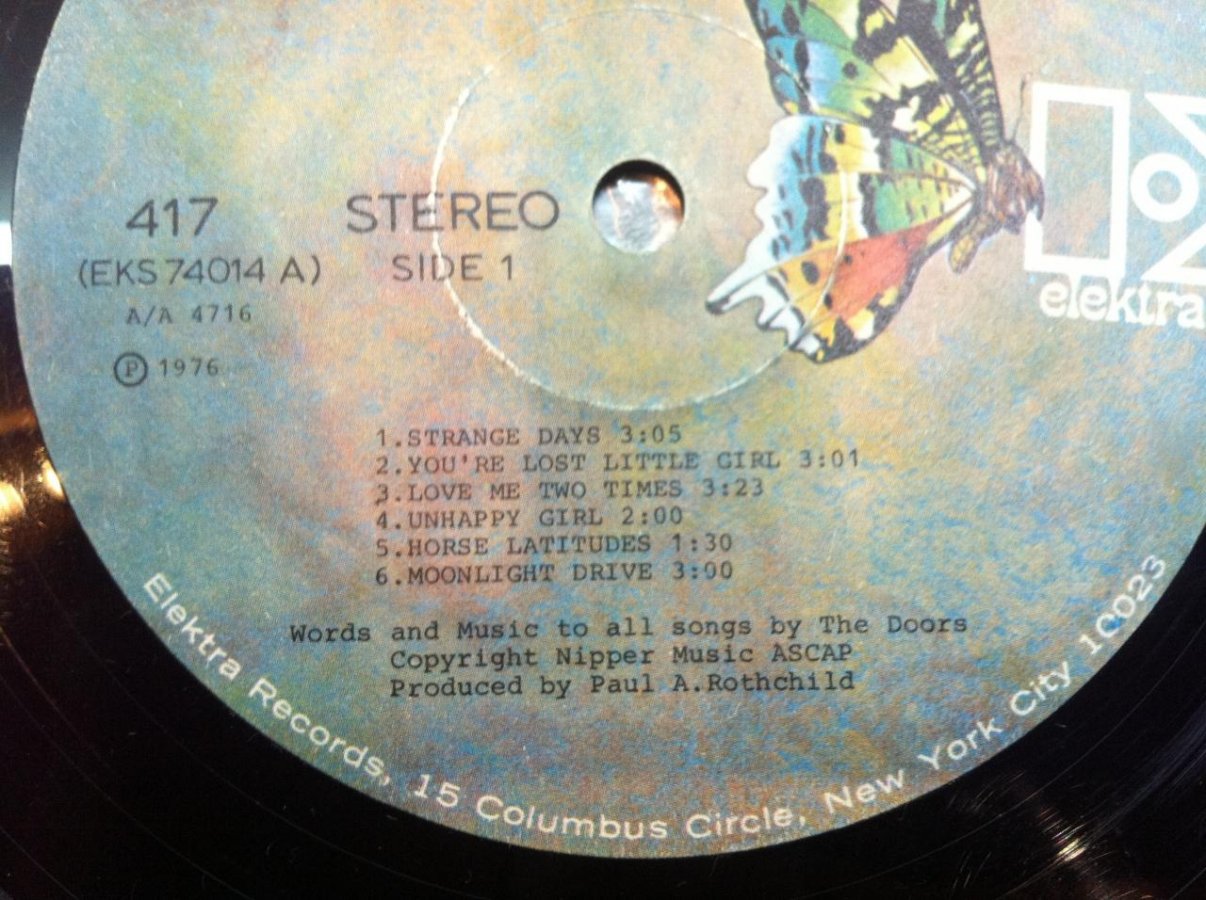 417 STEREO
(EKS 74014 A) SIDE 1
A/A 4716
Ⓟ 1976
elektra
1.STRANGE DAYS 3:05
2.YOU'RE LOST LITTLE GIRL 3:01
3.LOVE ME TWO TIMES 3:23
4.UNHAPPY GIRL 2:00
5.HORSE LATITUDES 1:30
6.MOONLIGHT DRIVE 3:00
Words and Music to all songs by The Doors
Copyright Nipper Music ASCAP
Produced by Paul A.Rothchild
Elektra Records, 15 Columbus Circle, New York City 10023